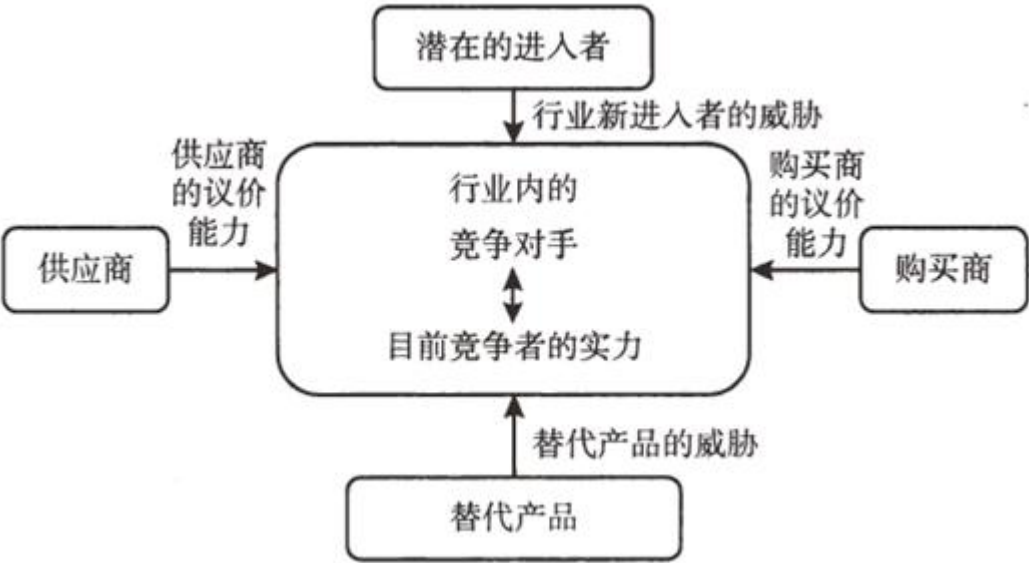 潜在的进入者
行业新进入者的威胁
供应商
的议价
能力
购买商
的议价
能力
行业内的
竞争对手
供应商
购买商
目前竞争者的实力
替代产品的威胁
替代产品